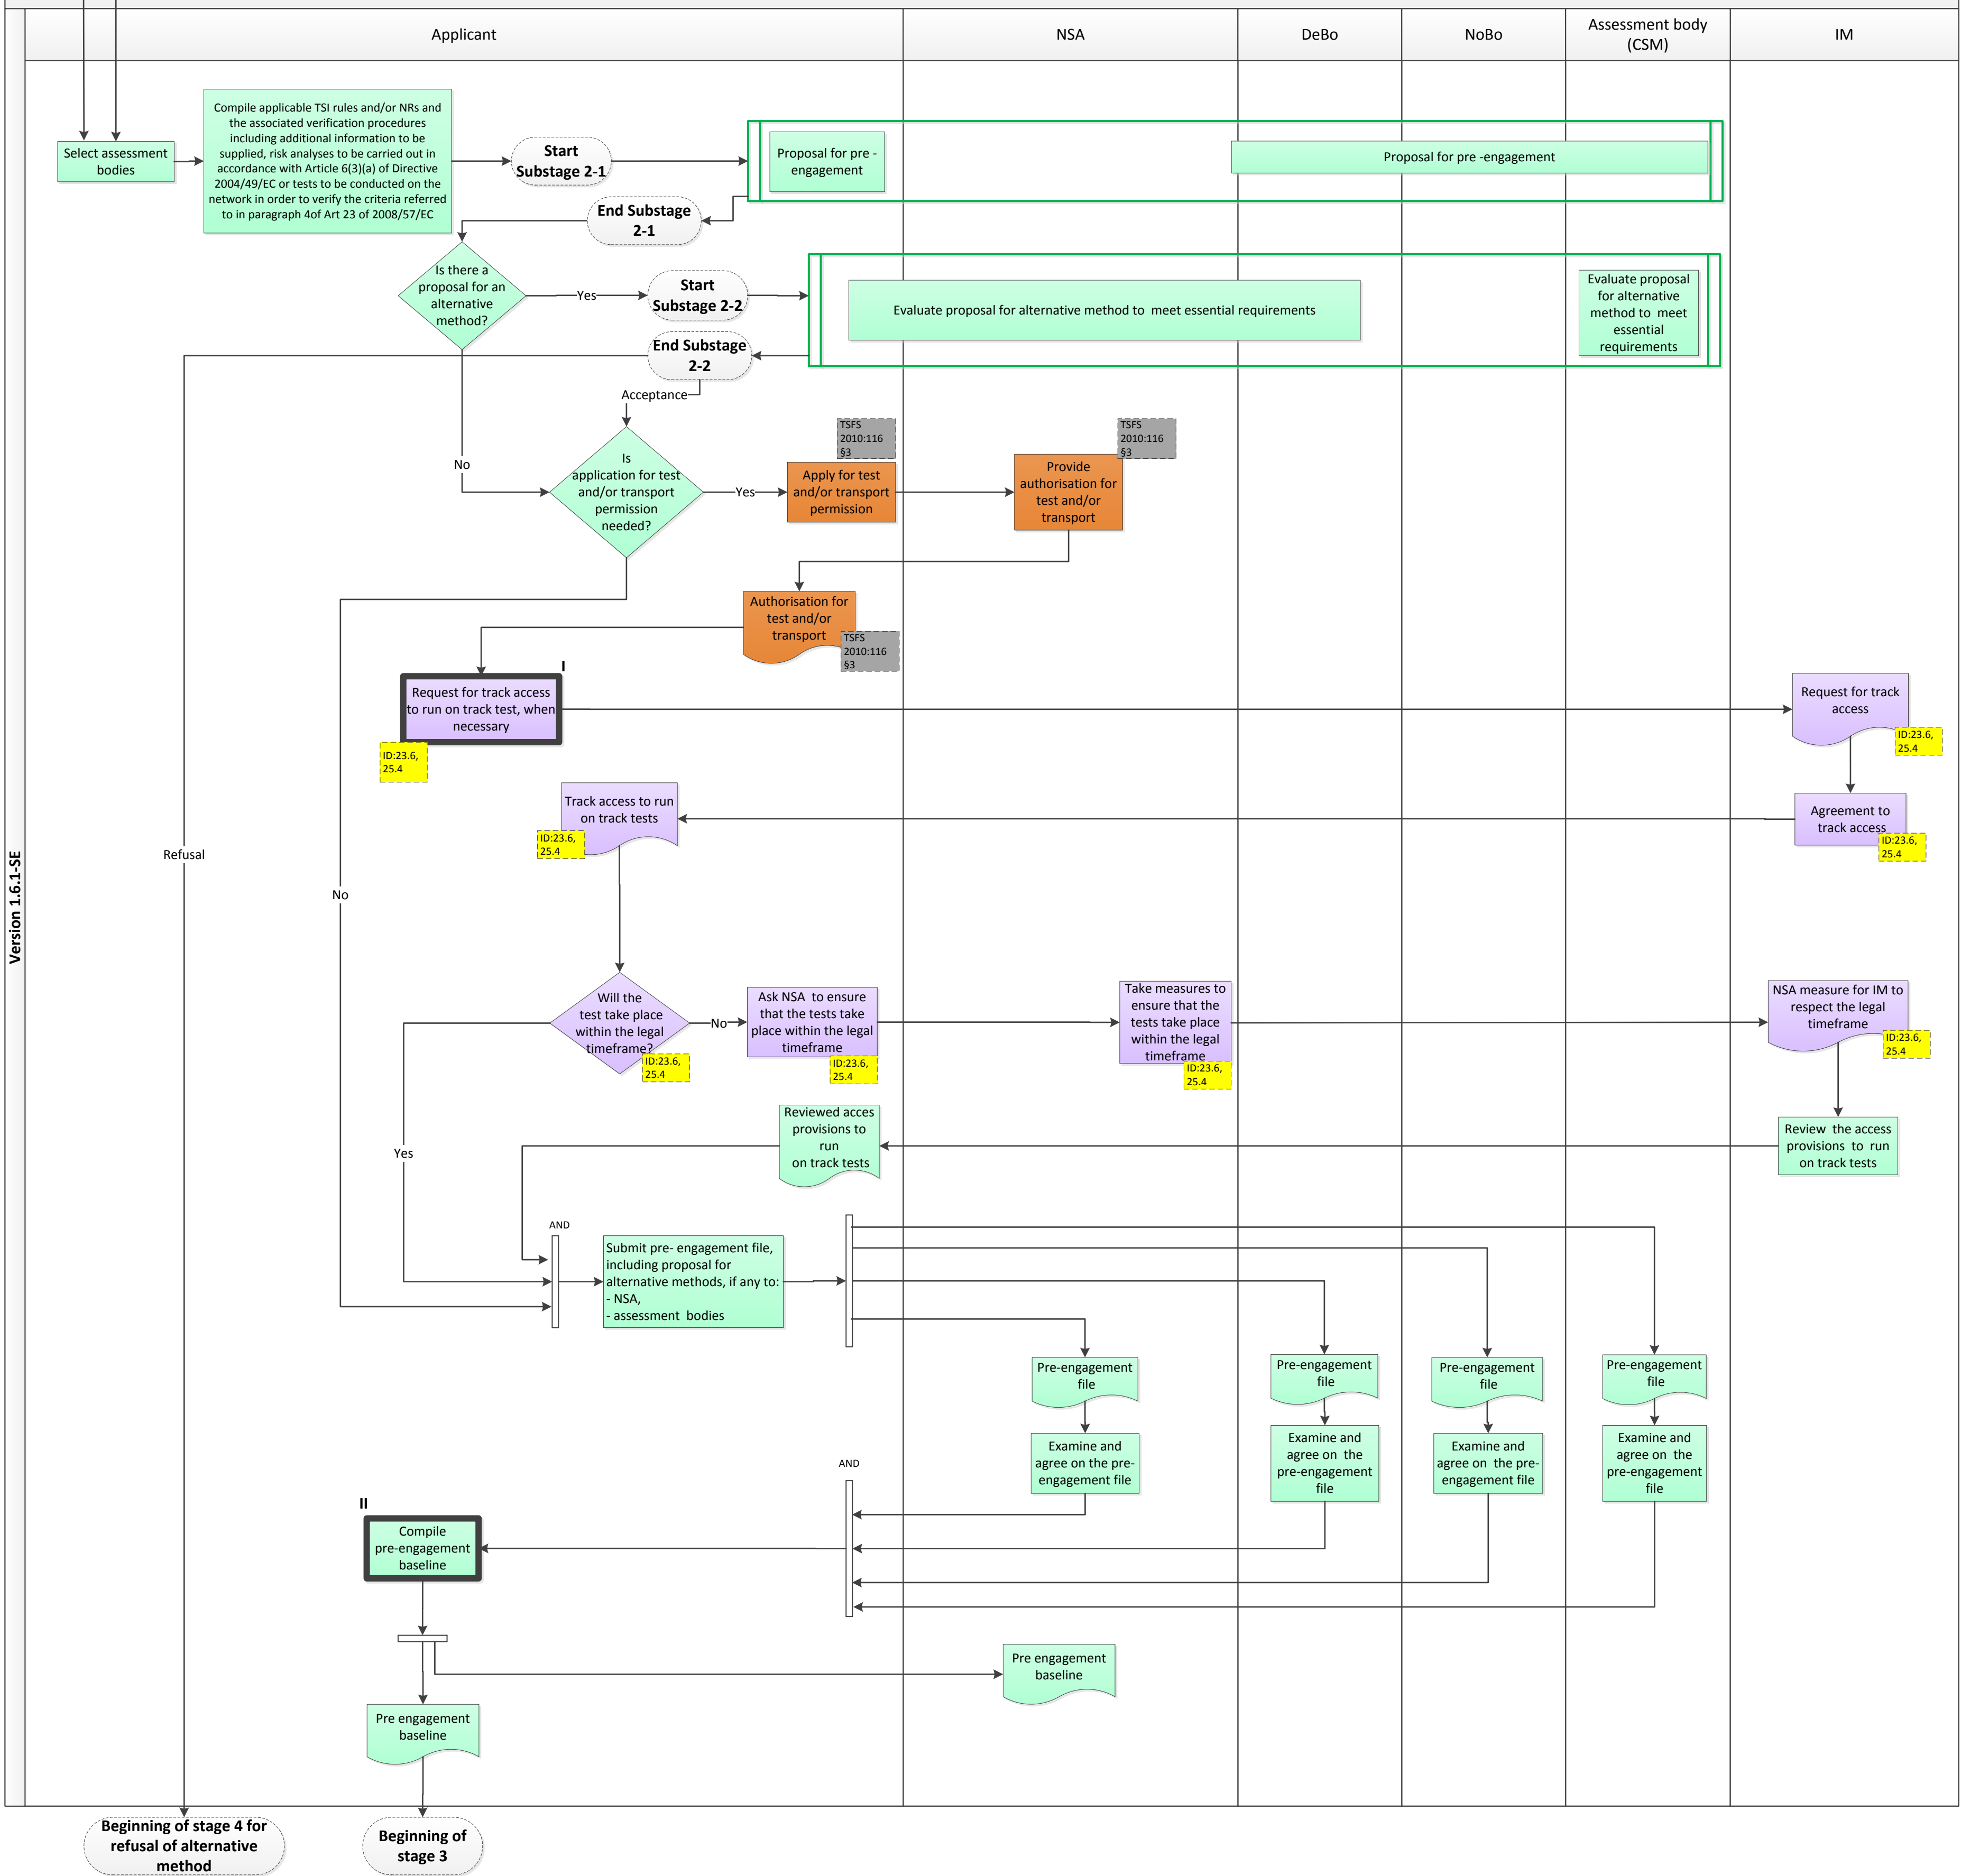 Applicant
NSA
DeBo
NoBo
Assessment body
(CSM)
IM
Version 1.6.1-SE
Select assessment
bodies
Compile applicable TSI rules and/or NRs and
the associated verification procedures
including additional information to be
supplied, risk analyses to be carried out in
accordance with Article 6(3)(a) of Directive
2004/49/EC or tests to be conducted on the
network in order to verify the criteria referred
to in paragraph 4of Art 23 of 2008/57/EC
Start
Substage 2-1
Proposal for pre -
engagement
Proposal for pre -engagement
End Substage
2-1
Is there a
proposal for an
alternative
method?
Yes
Start
Substage 2-2
Evaluate proposal for alternative method to  meet essential requirements
Evaluate proposal
for alternative
method to  meet
essential
requirements
End Substage
2-2
Acceptance
No
Is
application for test
and/or transport
permission
needed?
Yes
TSFS
2010:116
§3
Apply for test
and/or transport
permission
TSFS
2010:116
§3
Provide
authorisation for
test and/or
transport
Authorisation for
test and/or
transport
TSFS
2010:116
§3
I
Request for track access
to run on track test, when
necessary
ID:23.6,
25.4
Request for track
access
ID:23.6,
25.4
Track access to run
on track tests
ID:23.6,
25.4
Agreement to
track access
ID:23.6,
25.4
Refusal
No
Will the
test take place
within the legal
timeframe?
ID:23.6,
25.4
No
Ask NSA  to ensure
that the tests take
place within the legal
timeframe
ID:23.6,
25.4
Take measures to
ensure that the
tests take place
within the legal
timeframe
ID:23.6,
25.4
NSA measure for IM to
respect the legal
timeframe
ID:23.6,
25.4
Yes
Reviewed acces
provisions to
run
on track tests
Review  the access
provisions  to  run
on track tests
AND
Submit pre- engagement file,
including proposal for
alternative methods, if any to:
- NSA,
- assessment  bodies
Pre-engagement
file
Pre-engagement
file
Pre-engagement
file
Pre-engagement
file
Examine and
agree on the pre-
engagement file
Examine and
agree on  the
pre-engagement
file
Examine and
agree on  the pre-
engagement file
Examine and
agree on  the
pre-engagement
file
AND
II
Compile
pre-engagement
baseline
Pre engagement
baseline
Pre engagement
baseline
Beginning of stage 4 for
refusal of alternative
method
Beginning of
stage 3